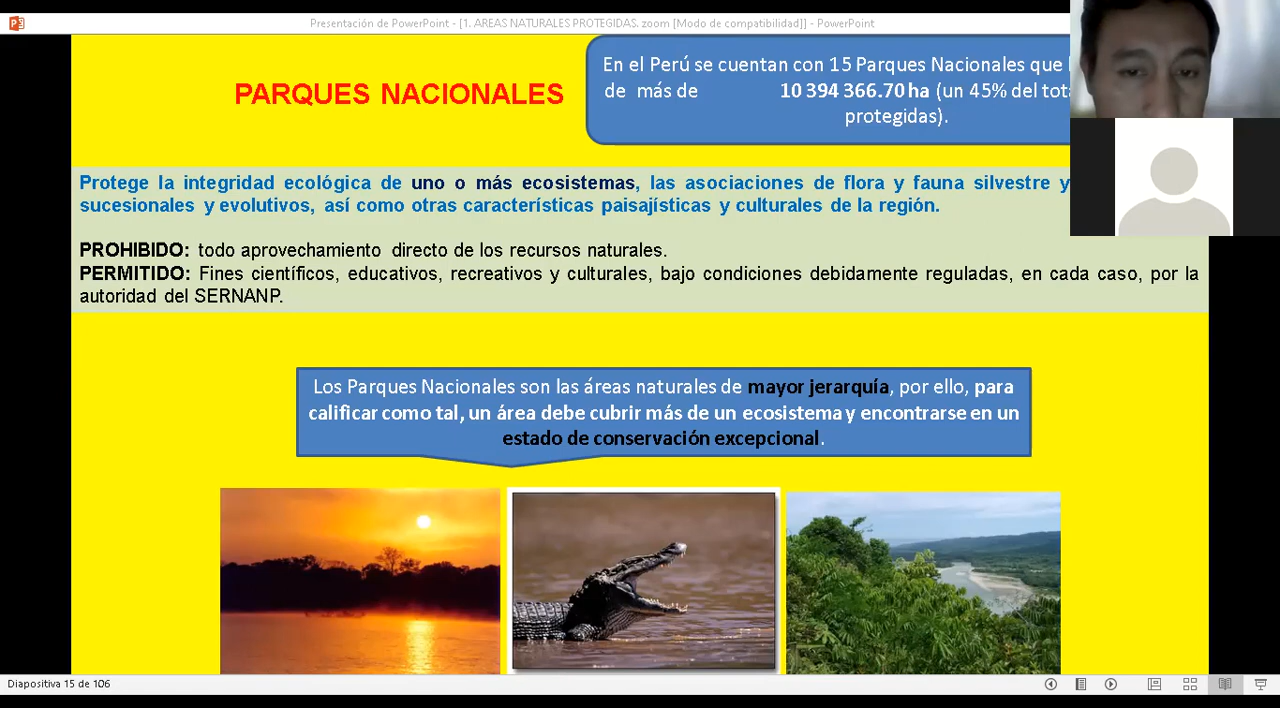 Presentación de PowerPoint - [1. AREAS NATURALES PROTEGIDAS. zoom [Modo de compatibilidad]] - PowerPoint
PARQUES NACIONALES
En el Perú se cuentan con 15 Parques Nacionales que
de más de 10 394 366.70 ha (un 45% del
protegidas).
Protege la integridad ecológica de uno o más ecosistemas, las asociaciones de flora y fauna silvestre y
sucesionales y evolutivos, así como otras características paisajísticas y culturales de la región.
PROHIBIDO: todo aprovechamiento directo de los recursos naturales.
PERMITIDO: Fines científicos, educativos, recreativos y culturales, bajo condiciones debidamente reguladas, en cada caso, por la
autoridad del SERNANP.
Los Parques Nacionales son las áreas naturales de mayor jerarquía, por ello, para
calificar como tal, un área debe cubrir más de un ecosistema y encontrarse en un
estado de conservación excepcional.
Diapositiva 15 de 106